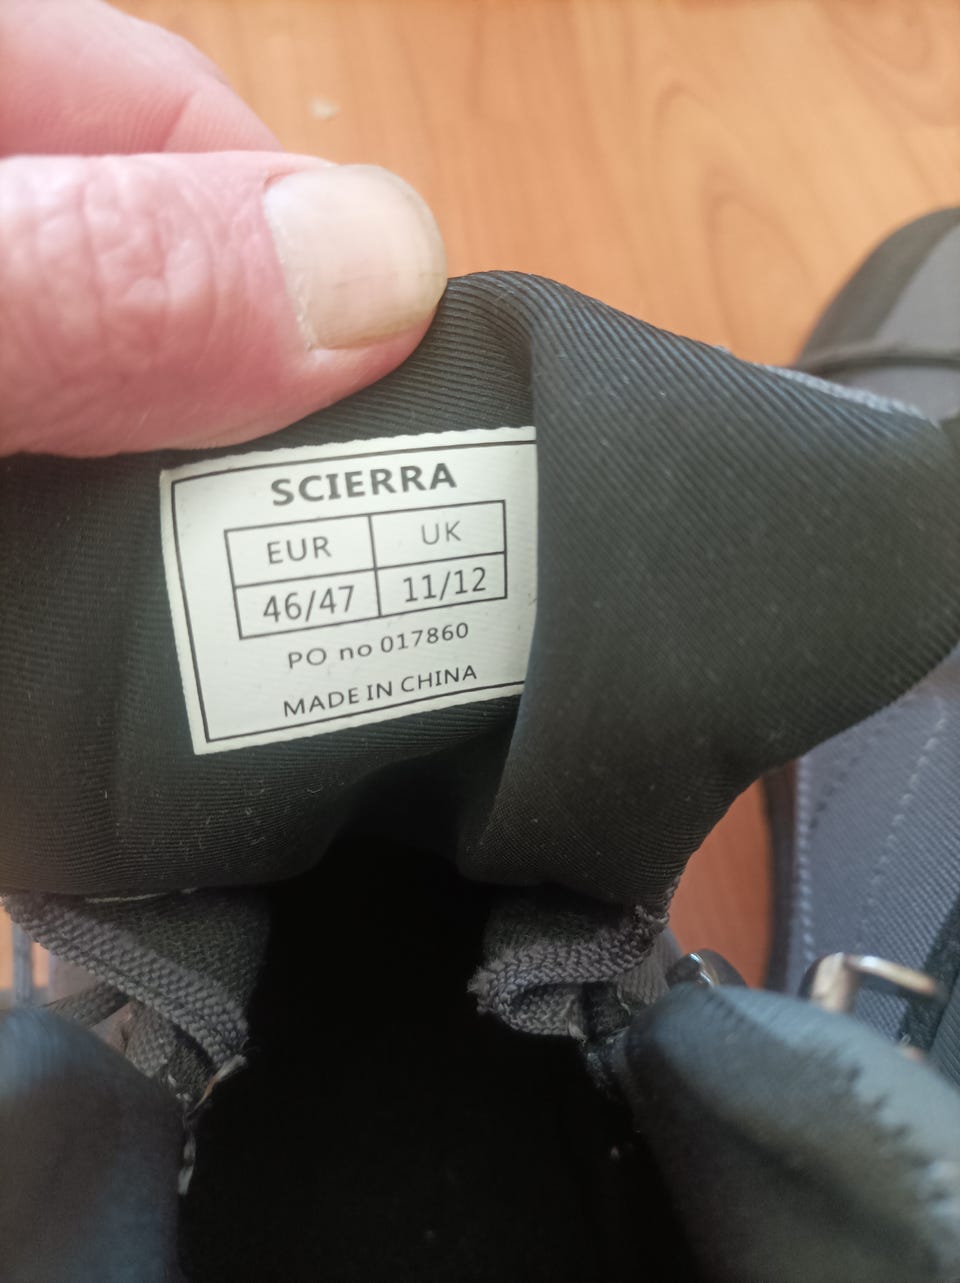 SCIERRA
EUR UK
46/47 11/12
PO no 017860
MADE IN CHINA